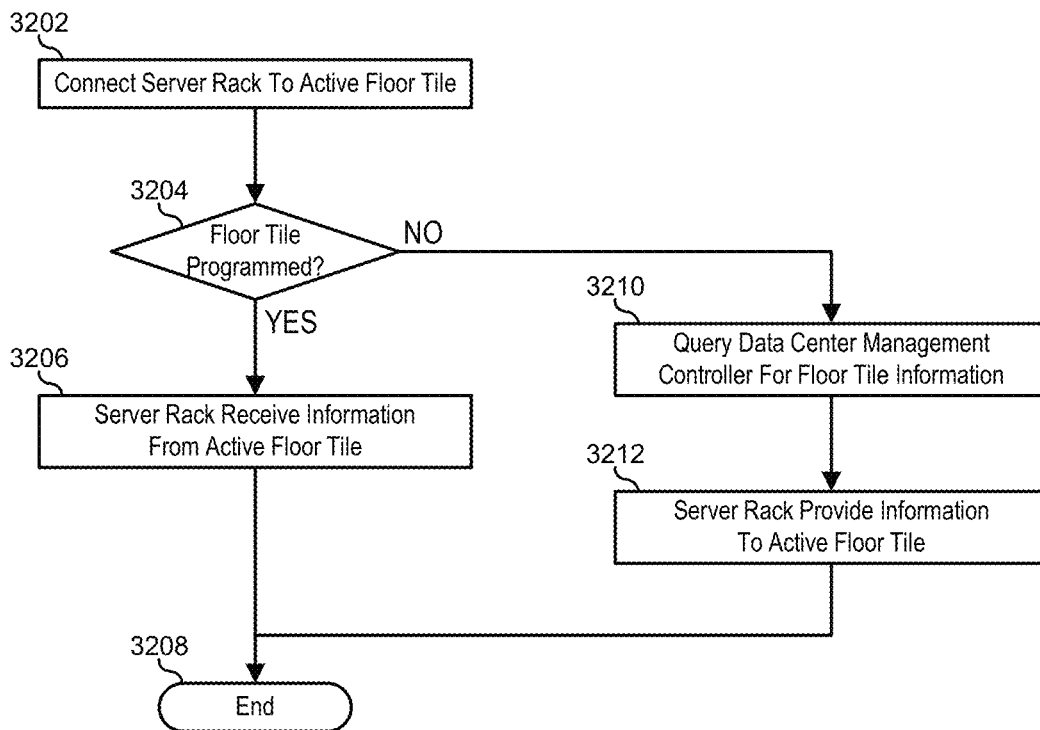 3202
Connect Server Rack To Active Floor Tile
3204
Floor Tile
Programmed?
NO
YES
3206
Server Rack Receive Information
From Active Floor Tile
3210
Query Data Center Management
Controller For Floor Tile Information
3212
Server Rack Provide Information
To Active Floor Tile
3208
End